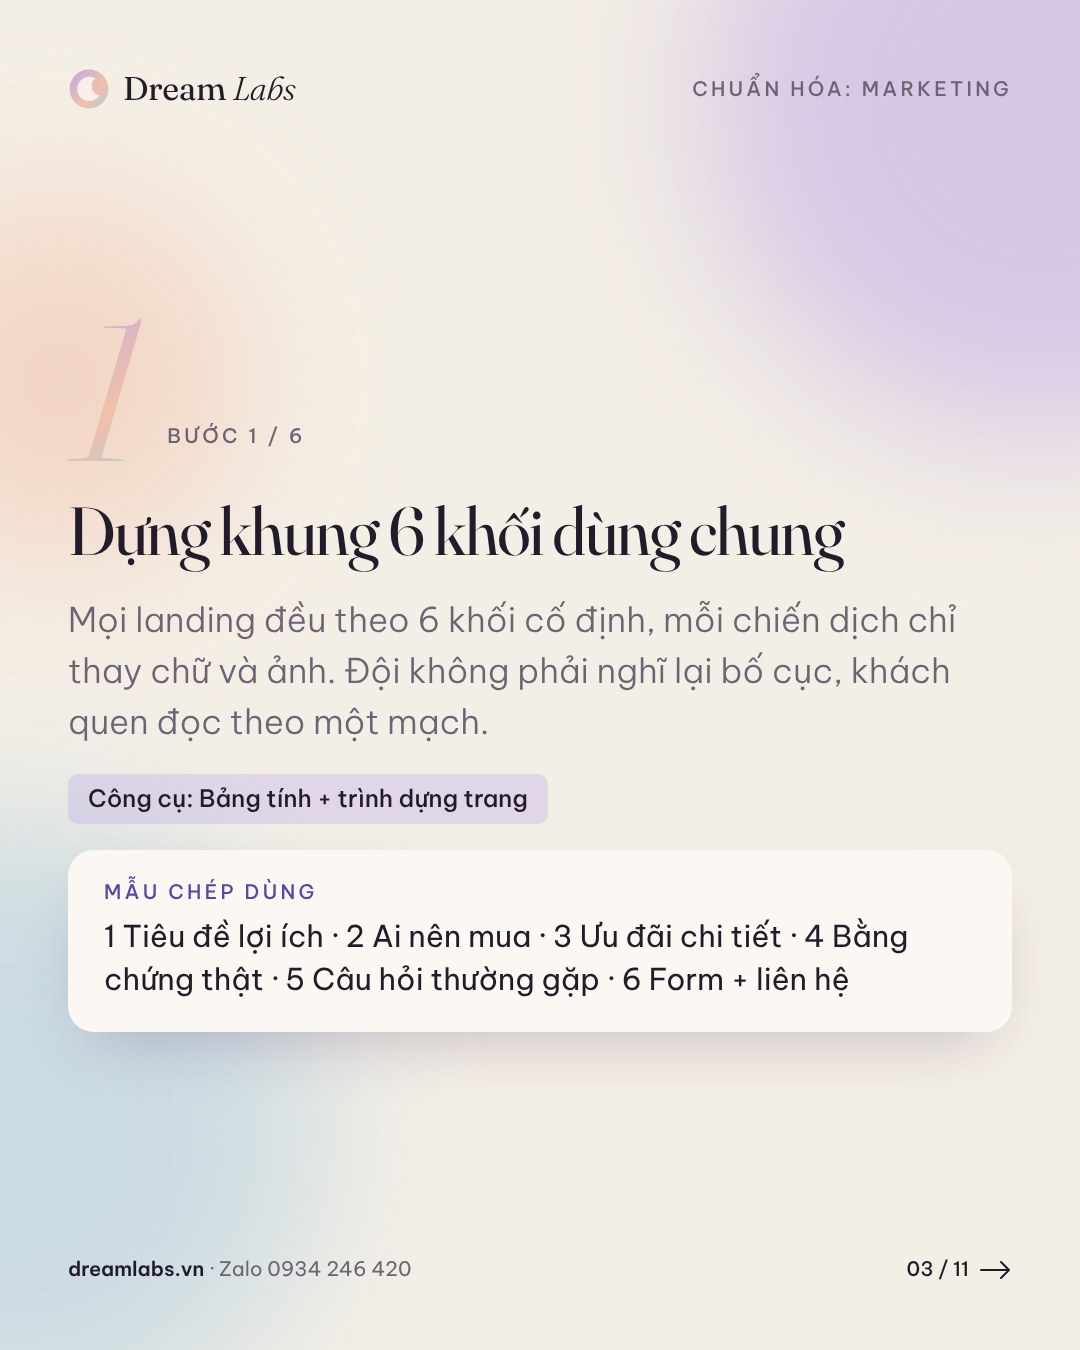 Dream Labs
CHUẨN HÓA: MARKETING
1
BƯỚC 1 / 6
Dựng khung 6 khối dùng chung
Mọi landing đều theo 6 khối cố định, mỗi chiến dịch chỉ
thay chữ và ảnh. Đội không phải nghĩ lại bố cục, khách
quen đọc theo một mạch.
Công cụ: Bảng tính + trình dựng trang
MẪU CHÉP DÙNG
1 Tiêu đề lợi ích · 2 Ai nên mua · 3 Ưu đãi chi tiết · 4 Bằng
chứng thật · 5 Câu hỏi thường gặp · 6 Form + liên hệ
dreamlabs.vn · Zalo 0934 246 420
03 / 11 →